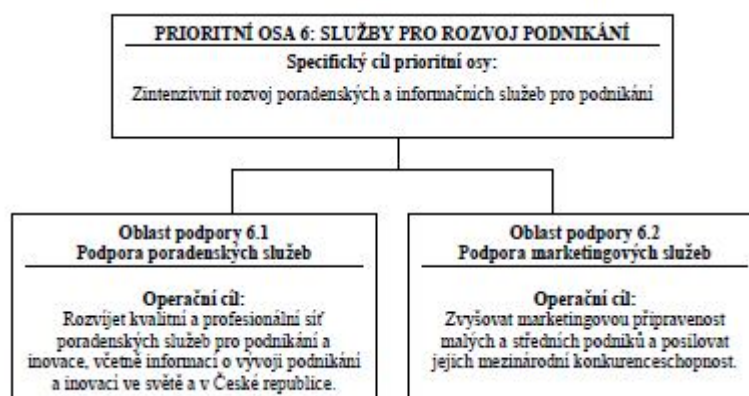 PRIORITNÍ OSA 6: SLUŽBY PRO ROZVOJ PODNIKÁNÍ
Specifický cíl prioritní osy:
Zintenzivnit rozvoj poradenských a informačních služeb pro podnikání
Oblast podpory 6.1
Podpora poradenských služeb
Operační cíl:
Rozvíjet kvalitní a profesionální síť
poradenských služeb pro podnikání a
inovace, včetně informací o vývoji podnikání
a inovací ve světě a v České republice.
Oblast podpory 6.2
Podpora marketingových služeb
Operační cíl:
Zvyšovat marketingovou připravenost
malých a středních podniků a posilovat
jejich mezinárodní konkurenceschopnost.